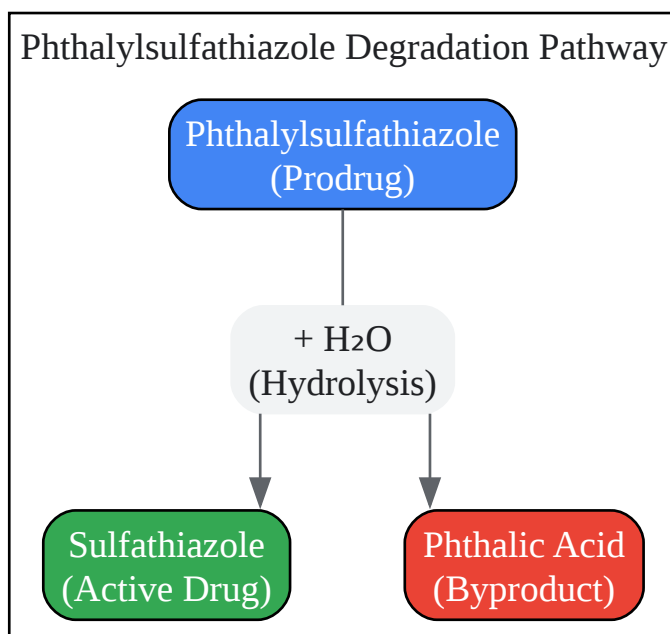 Phthalylsulfathiazole Degradation Pathway
Phthalylsulfathiazole
(Prodrug)
+ H₂O
(Hydrolysis)
Sulfathiazole
(Active Drug)
Phthalic Acid
(Byproduct)